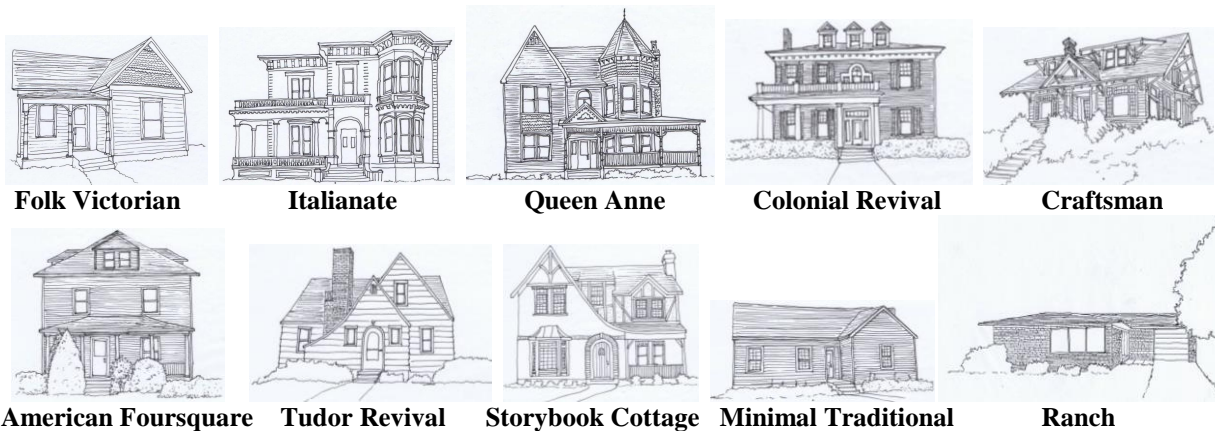 Folk Victorian Italianate Queen Anne Colonial Revival Craftsman
American Foursquare Tudor Revival Storybook Cottage Minimal Traditional Ranch